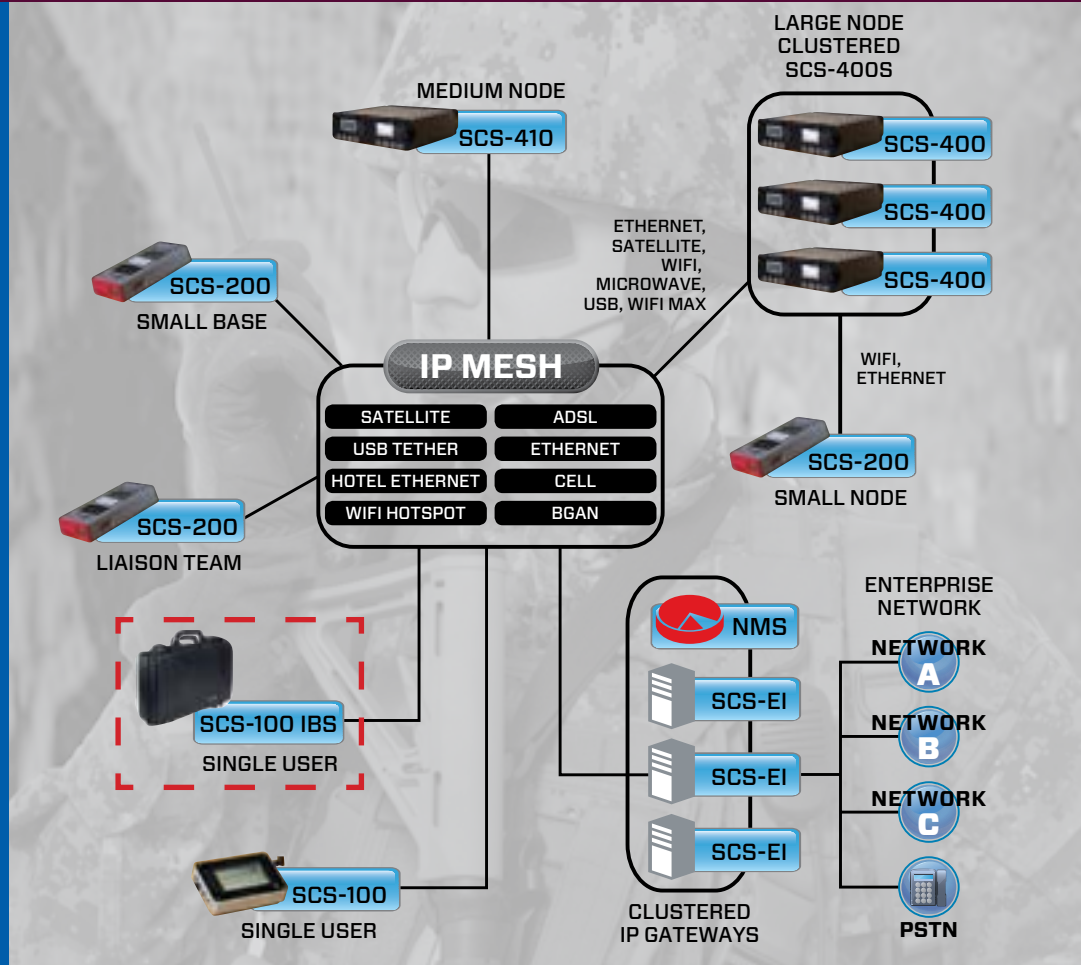 LARGE NODE
CLUSTERED
SCS-400S
MEDIUM NODE
SCS-410
SCS-400
SCS-400
SCS-400
ETHERNET,
SATELLITE,
WIFI,
MICROWAVE,
USB, WIFI MAX
SCS-200
SMALL BASE
IP MESH
SATELLITE
ADSL
USB TETHER
ETHERNET
HOTEL ETHERNET
CELL
WIFI HOTSPOT
BGAN
WIFI,
ETHERNET
SCS-200
SMALL NODE
SCS-200
LIAISON TEAM
SCS-100 IBS
SINGLE USER
SCS-100
SINGLE USER
NMS
SCS-EI
SCS-EI
SCS-EI
CLUSTERED
IP GATEWAYS
ENTERPRISE
NETWORK
NETWORK
A
NETWORK
B
NETWORK
C
PSTN